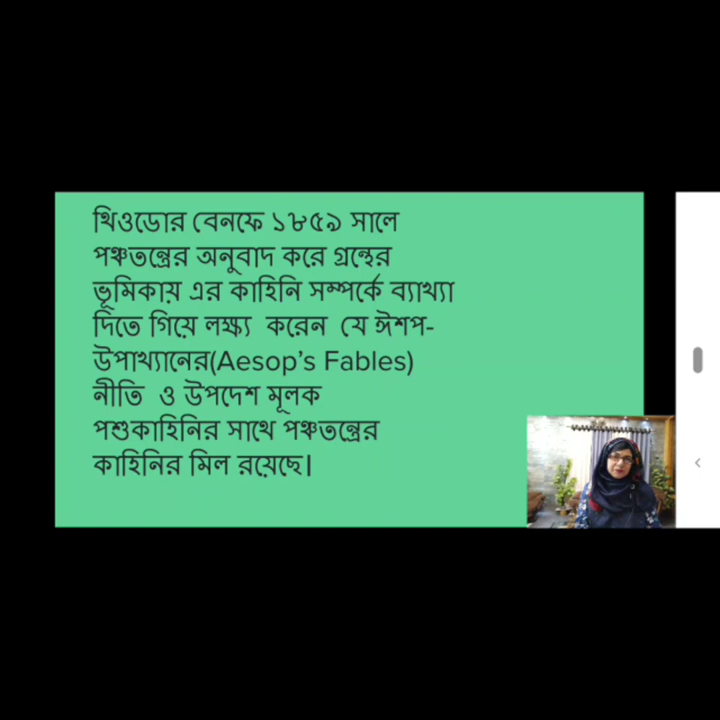 থিওডোর বেনফে ১৮৫৯ সালে
পঞ্চতন্ত্রের অনুবাদ করে গ্রন্থের
ভূমিকায় এর কাহিনি সম্পর্কে ব্যাখ্যা
দিতে গিয়ে লক্ষ্য করেন যে ঈশপ-
উপাখ্যানের(Aesop's Fables)
নীতি ও উপদেশ মূলক
পশুকাহিনির সাথে পঞ্চতন্ত্রের
কাহিনির মিল রয়েছে।